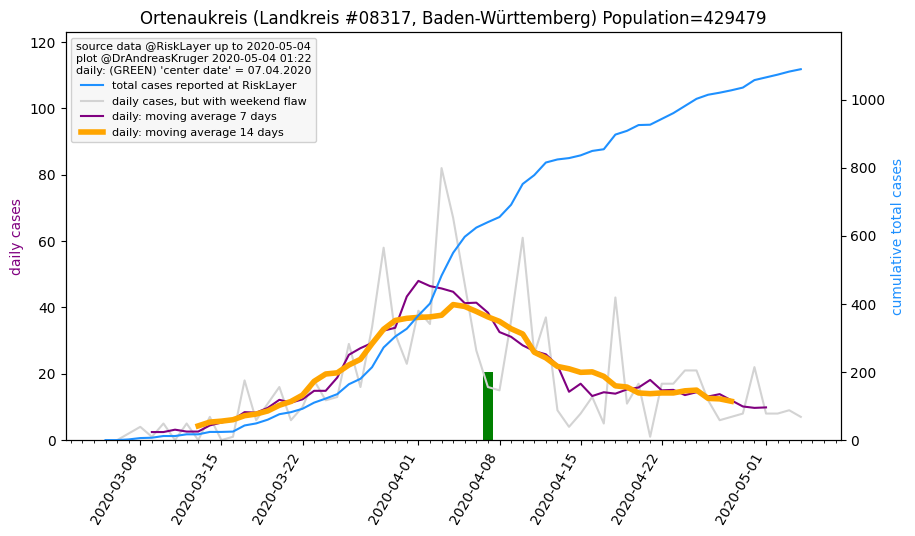 Ortenaukreis (Landkreis #08317, Baden-Württemberg) Population=429479
source data @RiskLayer up to 2020-05-04
plot @DrAndreasKruger 2020-05-04 01:22
daily: (GREEN) 'center date' = 07.04.2020
total cases reported at RiskLayer
daily cases, but with weekend flaw
daily: moving average 7 days
daily: moving average 14 days
daily cases
120
100
80
60
40
20
0
cumulative total cases
1000
800
600
400
200
0
2020-03-08
2020-03-15
2020-03-22
2020-04-01
2020-04-08
2020-04-15
2020-04-22
2020-05-01